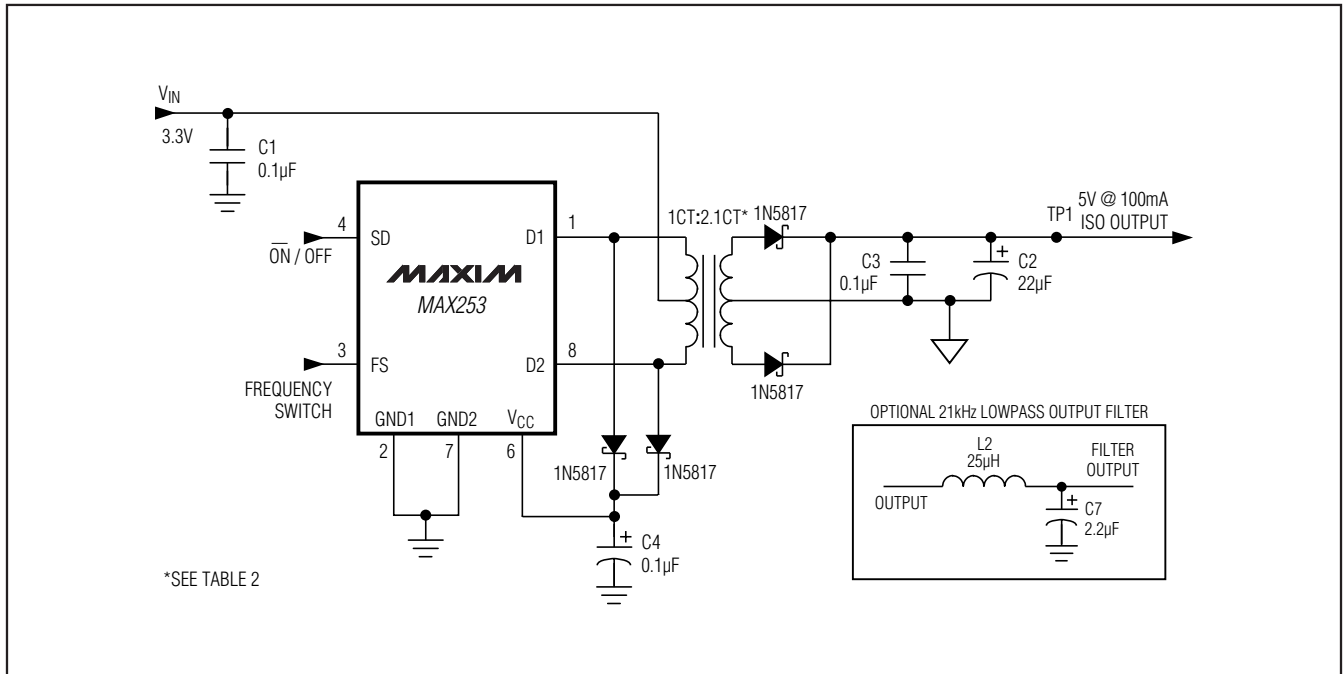 VIN
3.3V
C1
0.1µF
4
SD
ON / OFF
3
FS
FREQUENCY
SWITCH
MAXIM
MAX253
D1
1
D2
8
GND1
GND2
VCC
2
7
6
1CT:2.1CT*
1N5817
1N5817
1N5817
1N5817
C4
0.1µF
+
C3
0.1µF
+
C2
22µF
TP1
5V @ 100mA
ISO OUTPUT
OPTIONAL 21kHz LOWPASS OUTPUT FILTER
L2
25µH
OUTPUT
FILTER
OUTPUT
+
C7
2.2µF
*SEE TABLE 2